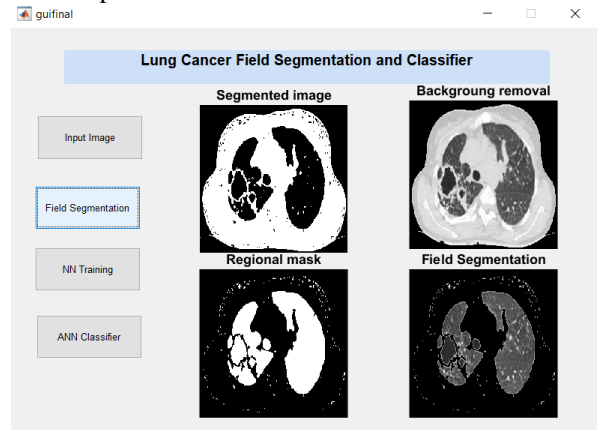 guifinal
Lung Cancer Field Segmentation and Classifier
Segmented image
Backgroung removal
Input Image
Field Segmentation
NN Training
ANN Classifier
Regional mask
Field Segmentation